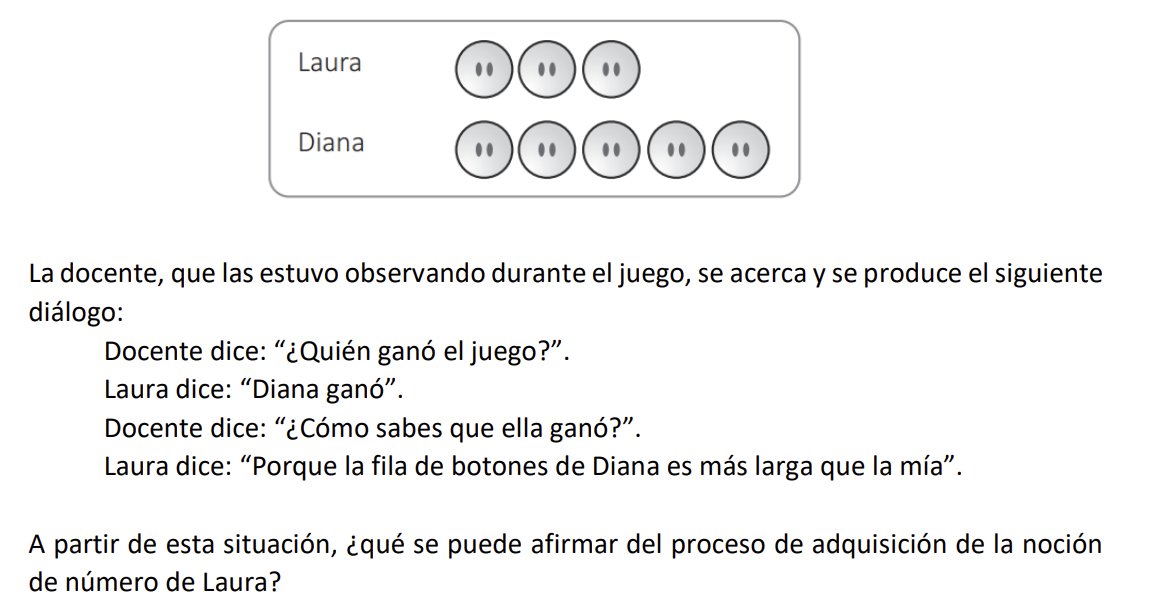 Laura
Diana
La docente, que las estuvo observando durante el juego, se acerca y se produce el siguiente
diálogo:
Docente dice: “¿Quién ganó el juego?”.
Laura dice: “Diana ganó”.
Docente dice: “¿Cómo sabes que ella ganó?”.
Laura dice: “Porque la fila de botones de Diana es más larga que la mía”.
A partir de esta situación, ¿qué se puede afirmar del proceso de adquisición de la noción
de número de Laura?